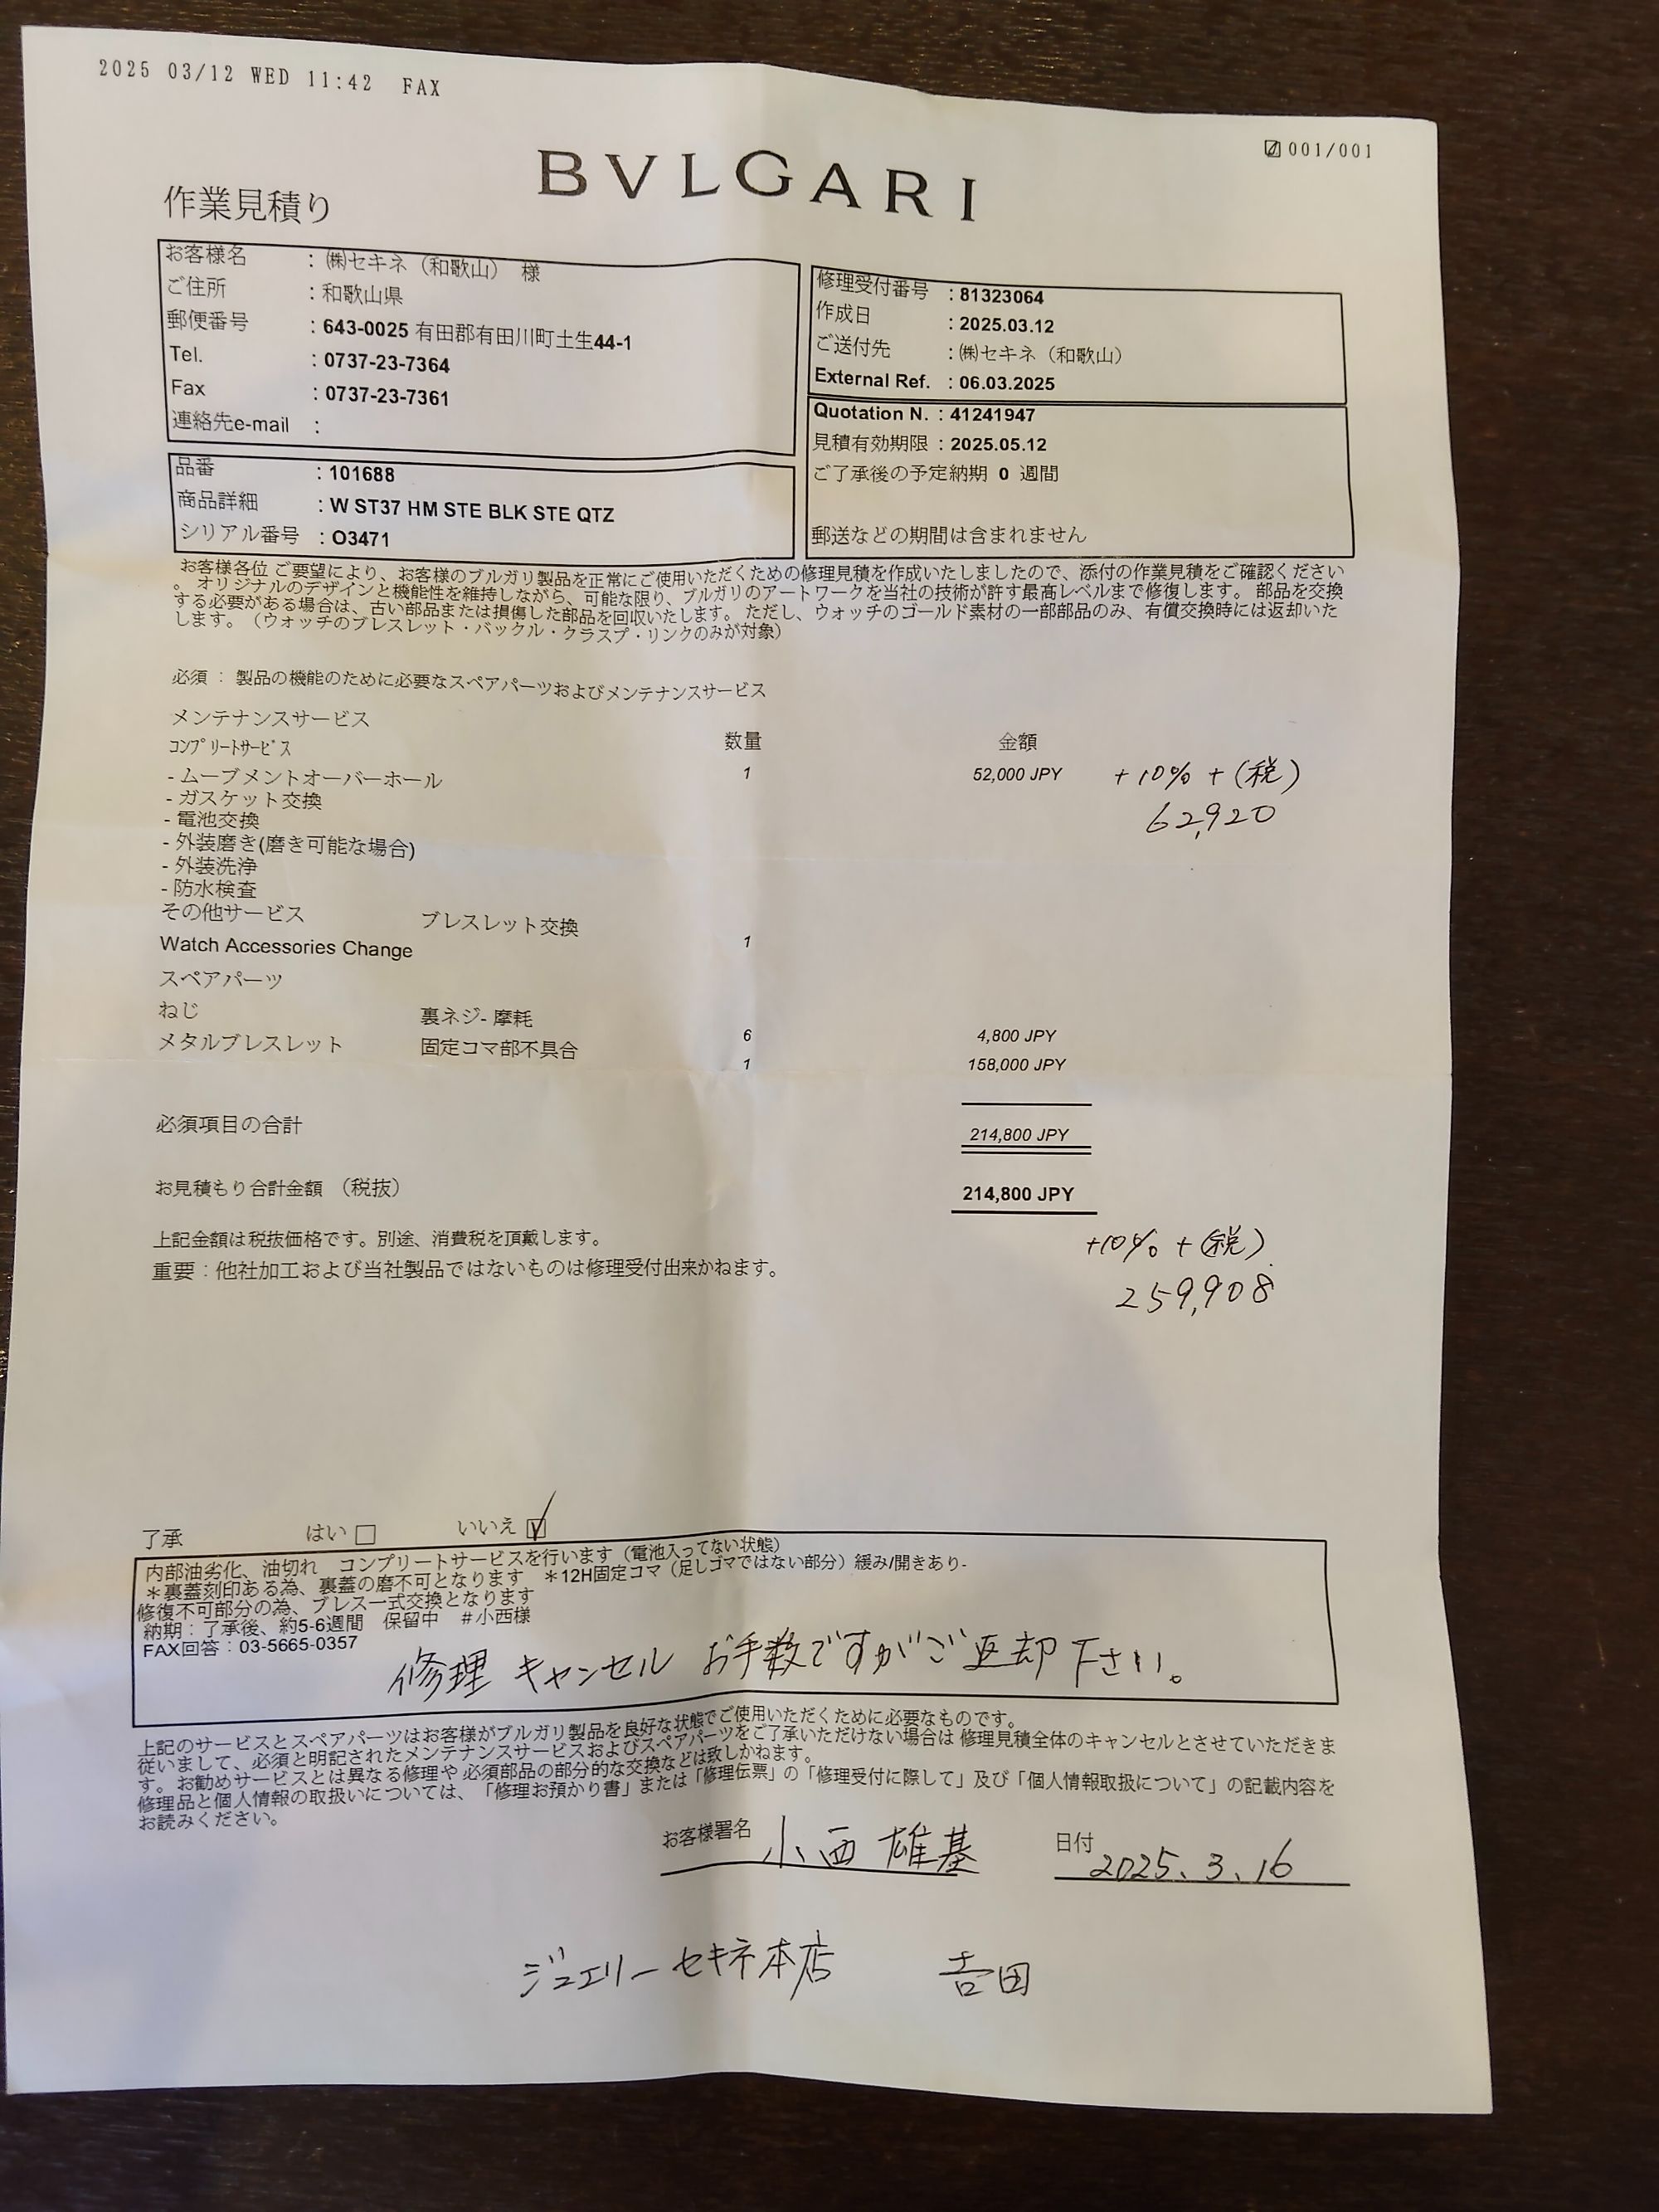 2025 03/12 WED 11:42 FAX
001/001
BVLGARI
作業見積り
お客様名 : ㈱セキネ（和歌山） 様
ご住所 : 和歌山県
郵便番号 : 643-0025 有田郡有田川町土生44-1
Tel. : 0737-23-7364
Fax : 0737-23-7361
連絡先e-mail :
修理受付番号 : 81323064
作成日 : 2025.03.12
ご送付先 : ㈱セキネ（和歌山）
External Ref. : 06.03.2025
Quotation N. : 41241947
見積有効期限 : 2025.05.12
ご了承後の予定納期 0 週間
郵送などの期間は含まれません
品番 : 101688
商品詳細 : W ST37 HM STE BLK STE QTZ
シリアル番号 : O3471
お客様各位 ご要望により、お客様のブルガリ製品を正常にご使用いただくための修理見積を作成いたしましたので、添付の作業見積をご確認ください
。オリジナルのデザインと機能性を維持しながら、可能な限り、ブルガリのアートワークを当社の技術が許す最高レベルまで修復します。 部品を交換
する必要がある場合は、古い部品または損傷した部品を回収いたします。ただし、ウォッチのゴールド素材の一部部品のみ、有償交換時には返却いた
します。（ウォッチのブレスレット・バックル・クラスプ・リンクのみが対象）
必須 : 製品の機能のために必要なスペアパーツおよびメンテナンスサービス
メンテナンスサービス
ｺﾝﾌﾟﾘｰﾄｻｰﾋﾞｽ 数量 金額
- ムーブメントオーバーホール 1 52,000 JPY +10% +(税)
62,920
- ガスケット交換
- 電池交換
- 外装磨き(磨き可能な場合)
- 外装洗浄
- 防水検査
その他サービス ブレスレット交換
Watch Accessories Change 1
スペアパーツ
ねじ 裏ネジ- 摩耗 6 4,800 JPY
メタルブレスレット 固定コマ部不具合 1 158,000 JPY
必須項目の合計 214,800 JPY
お見積もり合計金額 （税抜） 214,800 JPY
上記金額は税抜価格です。別途、消費税を頂戴します。
+10% +(税)
重要：他社加工および当社製品ではないものは修理受付出来かねます。
259,908
了承 はい □ いいえ ☑
内部油劣化、油切れ コンプリートサービスを行います（電池入ってない状態）
＊裏蓋刻印ある為、裏蓋の磨不可となります ＊12H固定コマ（足しゴマではない部分）緩み/開きあり-
修復不可部分の為、ブレス一式交換となります
納期：了承後、約5-6週間 保留中 ＃小西様
FAX回答：03-5665-0357
修理 キャンセル お手数ですがご返却下さい。
上記のサービスとスペアパーツはお客様がブルガリ製品を良好な状態でご使用いただくために必要なものです。
従いまして、必須と明記されたメンテナンスサービスおよびスペアパーツをご了承いただけない場合は 修理見積全体のキャンセルとさせていただきま
す。お勧めサービスとは異なる修理や 必須部品の部分的な交換などは致しかねます。
修理品と個人情報の取扱いについては、「修理お預かり書」または「修理伝票」の「修理受付に際して」及び「個人情報取扱について」の記載内容を
お読みください。
お客様署名 小西 雄基 日付 2025.3.16
ジュエリーセキネ本店 吉田